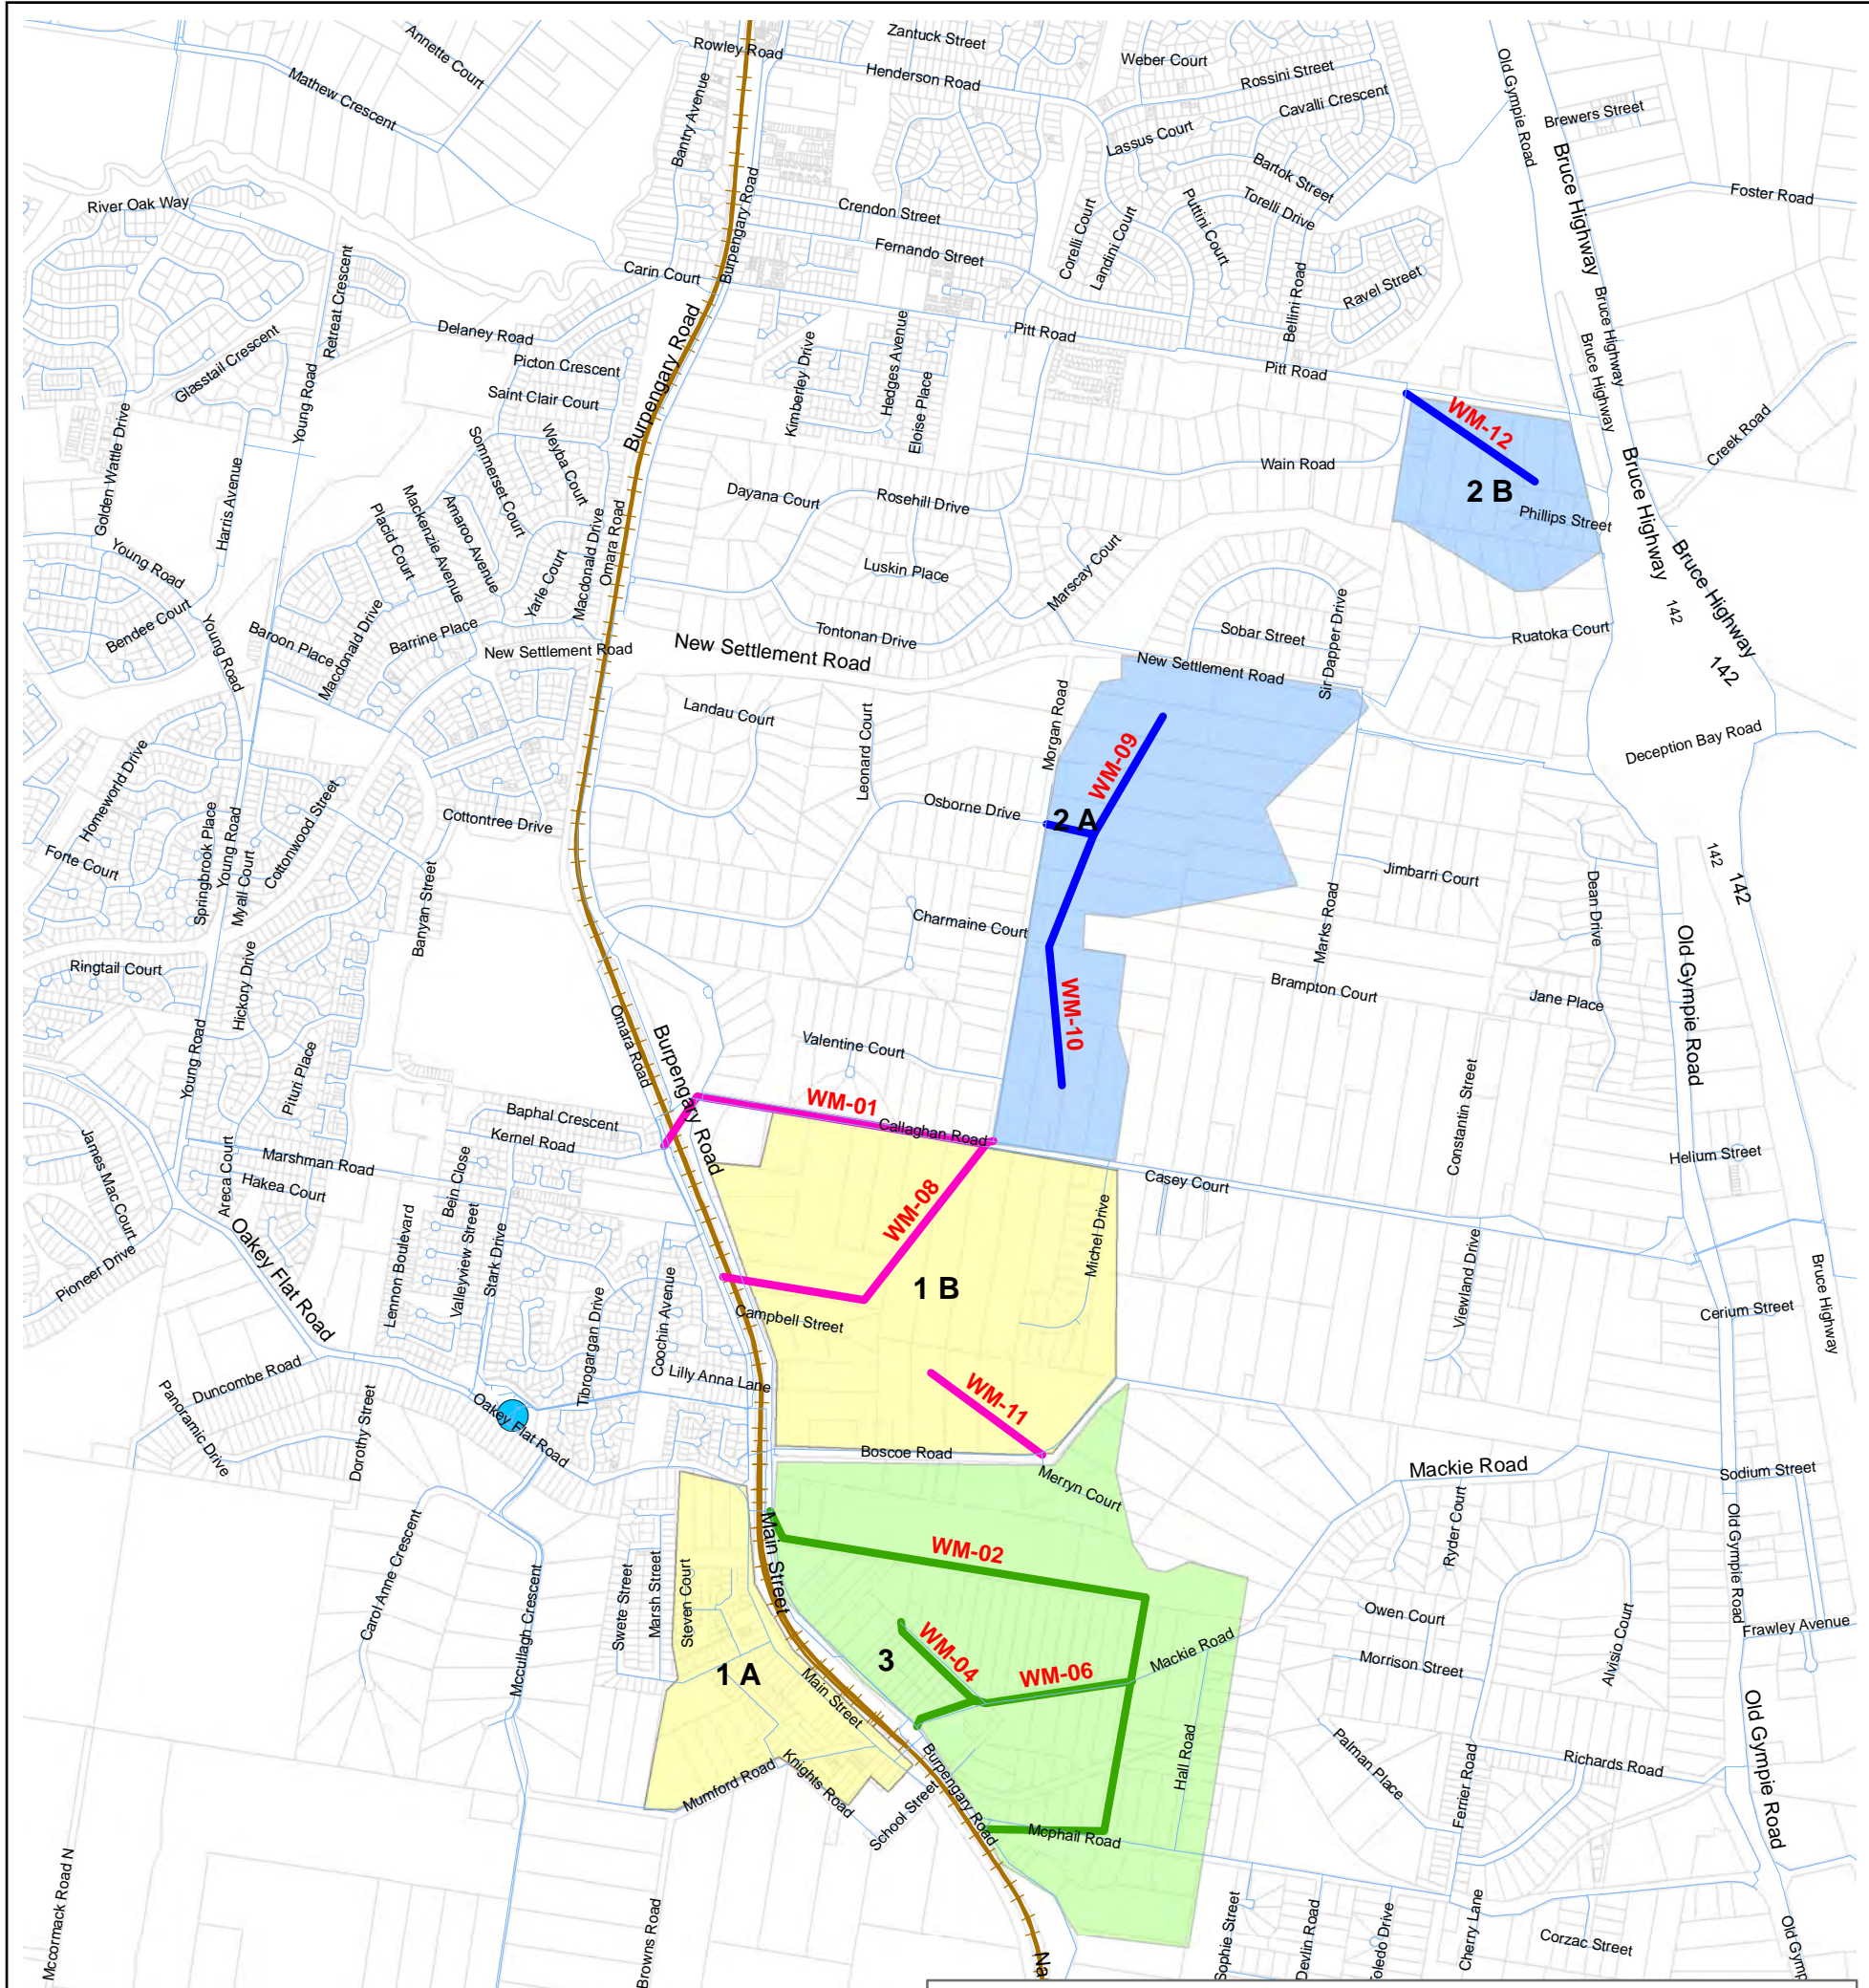 Annette Court
Mathew Crescent
Rowley Road
Zantuck Street
Henderson Road
Weber Court
Rossini Street
Cavalli Crescent
Old Gympie Road
Brewers Street
Bantry Avenue
Lassus Court
Bartok Street
Bruce Highway
Foster Road
River Oak Way
Burpengary Road
Crendon Street
Fernando Street
Corelli Court
Landini Court
Puttini Court
Torelli Drive
Retreat Crescent
Carin Court
Bellini Road
Ravel Street
Bruce Highway
Bruce Highway
Delaney Road
Picton Crescent
Burpengary Road
Kimberley Drive
Hedges Avenue
Eloise Place
Pitt Road
Pitt Road
Glasstail Crescent
Young Road
Saint Clair Court
WM-12
Creek Road
Golden Wattle Drive
Harris Avenue
Sommerset Court
Weyba Court
Wain Road
Bruce Highway
2 B
Dayana Court
Rosehill Drive
Phillips Street
Placid Court
Mackenzie Avenue
Amaroo Avenue
Yarle Court
Macdonald Drive
Omara Road
Young Road
Luskin Place
Marscay Court
Bruce Highway
142
Bendee Court
Young Road
Baroon Place
Macdonald Drive
Barrine Place
New Settlement Road
New Settlement Road
Tontonan Drive
Sobar Street
Sir Dapper Drive
Ruatoka Court
New Settlement Road
142
Landau Court
Leonard Court
Morgan Road
WM-09
Deception Bay Road
Homeworld Drive
Springbrook Place
Young Road
Myall Court
Cottonwood Street
Cottontree Drive
Osborne Drive
2 A
Forte Court
Jimbarri Court
142
142
Banyan Street
Charmaine Court
Marks Road
Dean Drive
Ringtail Court
Hickory Drive
Brampton Court
Jane Place
Old Gympie Road
Omara Road
Burpengary Road
WM-10
Valentine Court
Young Road
Pituri Place
WM-01
Callaghan Road
Baphal Crescent
Kernel Road
Constantin Street
James Mac Court
Areca Court
Marshman Road
Hakea Court
Bein Close
Casey Court
Helium Street
Oakey Flat Road
Lennon Boulevard
Valleyview Street
Stark Drive
WM-08
Michel Drive
Pioneer Drive
Viewland Drive
Bruce Highway
1 B
Tibrogargan Drive
Coochin Avenue
Campbell Street
Cerium Street
Duncombe Road
Lilly Anna Lane
WM-11
Panoramic Drive
Dorothy Street
Oakey Flat Road
Boscoe Road
Mackie Road
Sodium Street
Merryn Court
Main Street
WM-02
Ryder Court
Old Gympie Road
Carol Anne Crescent
Mccullagh Crescent
Swete Street
Marsh Street
Steven Court
Owen Court
Frawley Avenue
WM-04
3
WM-06
Mackie Road
Morrison Street
Alvisio Court
1 A
Main Street
Hall Road
Palman Place
Richards Road
Old Gympie Road
Mumford Road
Knights Road
School Street
Burpengary Road
Mcphail Road
Ferrier Road
Mccormack Road N
Browns Road
Sophie Street
Devlin Road
Toledo Drive
Cherry Lane
Corzac Street
Old Gymp
Na